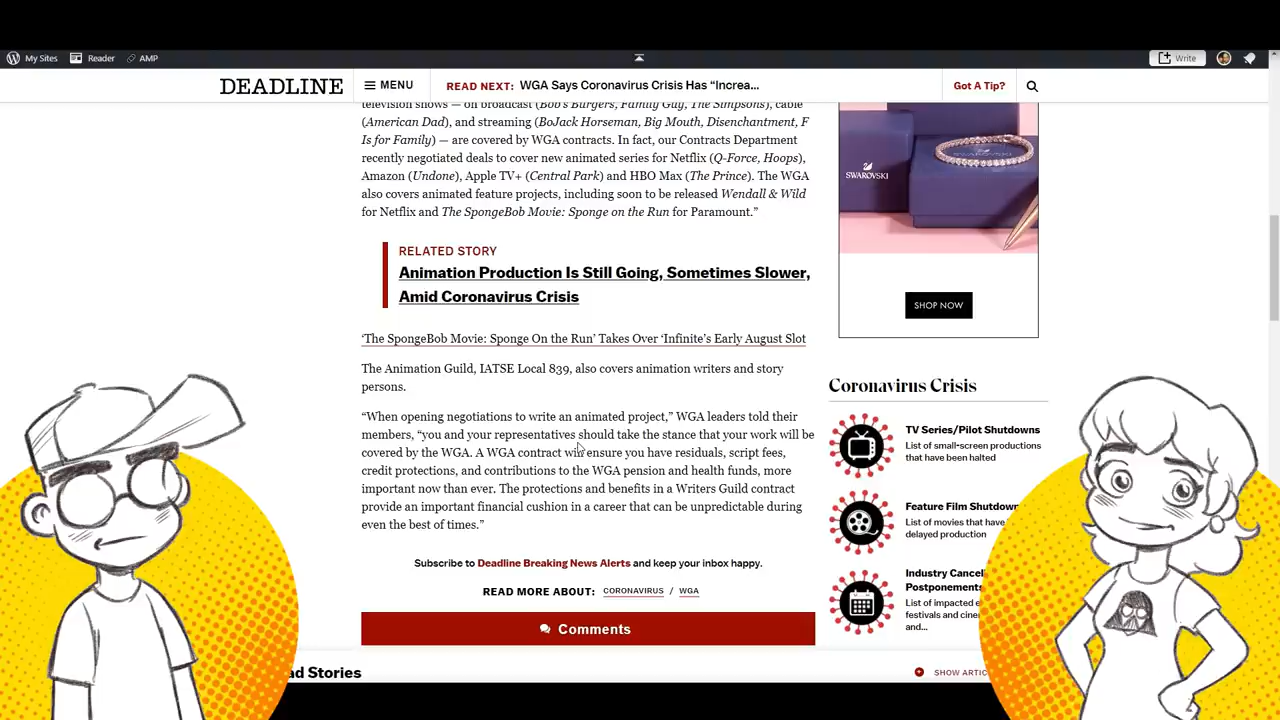 My Sites
Reader
AMP
Write
DEADLINE
MENU
READ NEXT: WGA Says Coronavirus Crisis Has “Increa...
Got A Tip?
television shows — on broadcast (Bob's Burgers, Family Guy, The Simpsons), cable
(American Dad), and streaming (BoJack Horseman, Big Mouth, Disenchantment, F
Is for Family) — are covered by WGA contracts. In fact, our Contracts Department
recently negotiated deals to cover new animated series for Netflix (Q-Force, Hoops),
Amazon (Undone), Apple TV+ (Central Park) and HBO Max (The Prince). The WGA
also covers animated feature projects, including soon to be released Wendall & Wild
for Netflix and The SpongeBob Movie: Sponge on the Run for Paramount.”
RELATED STORY
Animation Production Is Still Going, Sometimes Slower,
Amid Coronavirus Crisis
‘The SpongeBob Movie: Sponge On the Run’ Takes Over ‘Infinite’s Early August Slot
The Animation Guild, IATSE Local 839, also covers animation writers and story
persons.
“When opening negotiations to write an animated project,” WGA leaders told their
members, “you and your representatives should take the stance that your work will be
covered by the WGA. A WGA contract will ensure you have residuals, script fees,
credit protections, and contributions to the WGA pension and health funds, more
important now than ever. The protections and benefits in a Writers Guild contract
provide an important financial cushion in a career that can be unpredictable during
even the best of times.”
Subscribe to Deadline Breaking News Alerts and keep your inbox happy.
READ MORE ABOUT: CORONAVIRUS / WGA
Comments
ad Stories
SWAROVSKI
SWAROVSKI
SHOP NOW
Coronavirus Crisis
TV Series/Pilot Shutdowns
List of small-screen productions
that have been halted
Feature Film Shutdown
List of movies that have
delayed production
Industry Cancel
Postponement
List of impacted e
festivals and cine
and...
SHOW ARTIC